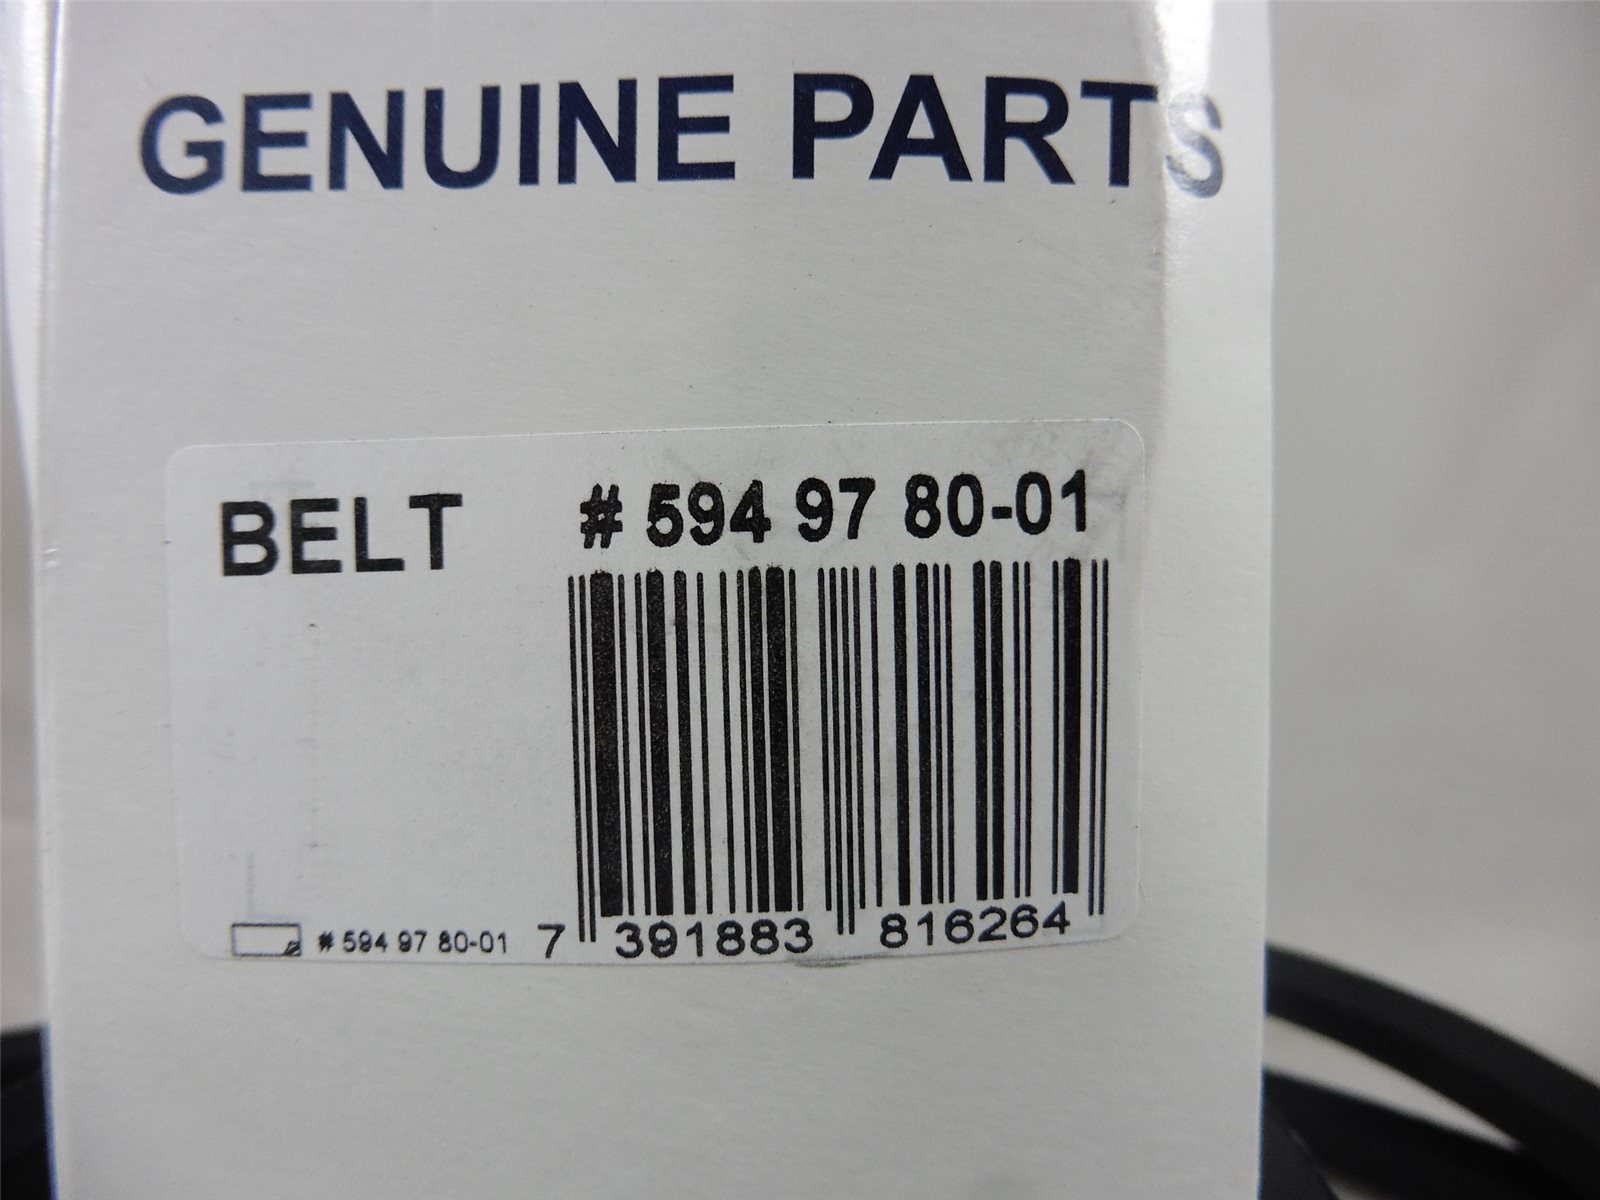 GENUINE PARTS
BELT # 594 97 80-01
# 594 97 80-01 7 391883 816264